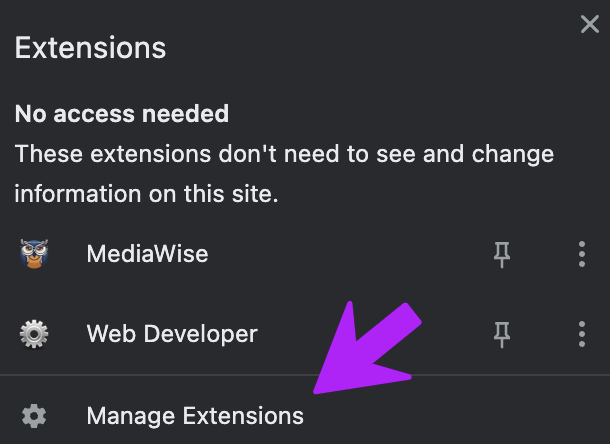 Extensions
No access needed
These extensions don't need to see and change
information on this site.
MediaWise
Web Developer
Manage Extensions